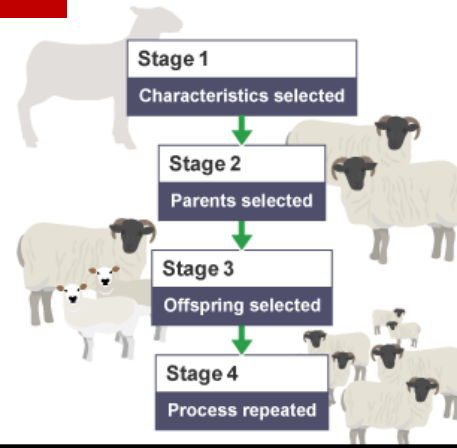 Stage 1
Characteristics selected
Stage 2
Parents selected
Stage 3
Offspring selected
Stage 4
Process repeated